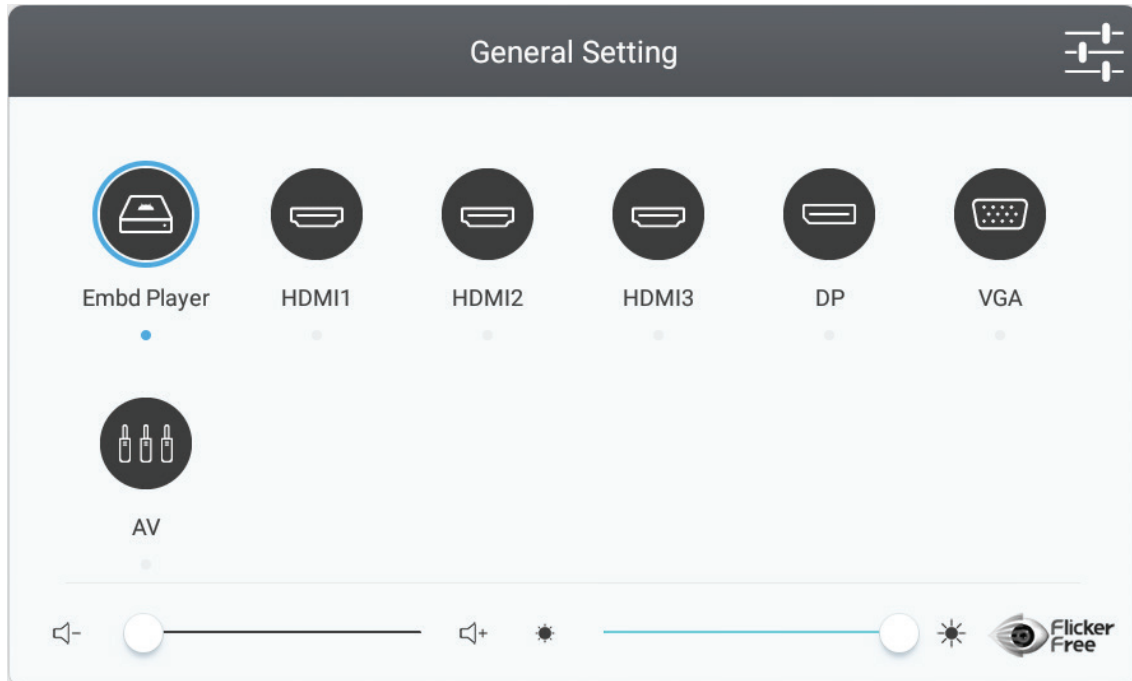 General Setting
Embd Player
HDMI1
HDMI2
HDMI3
DP
VGA
AV
Flicker
Free